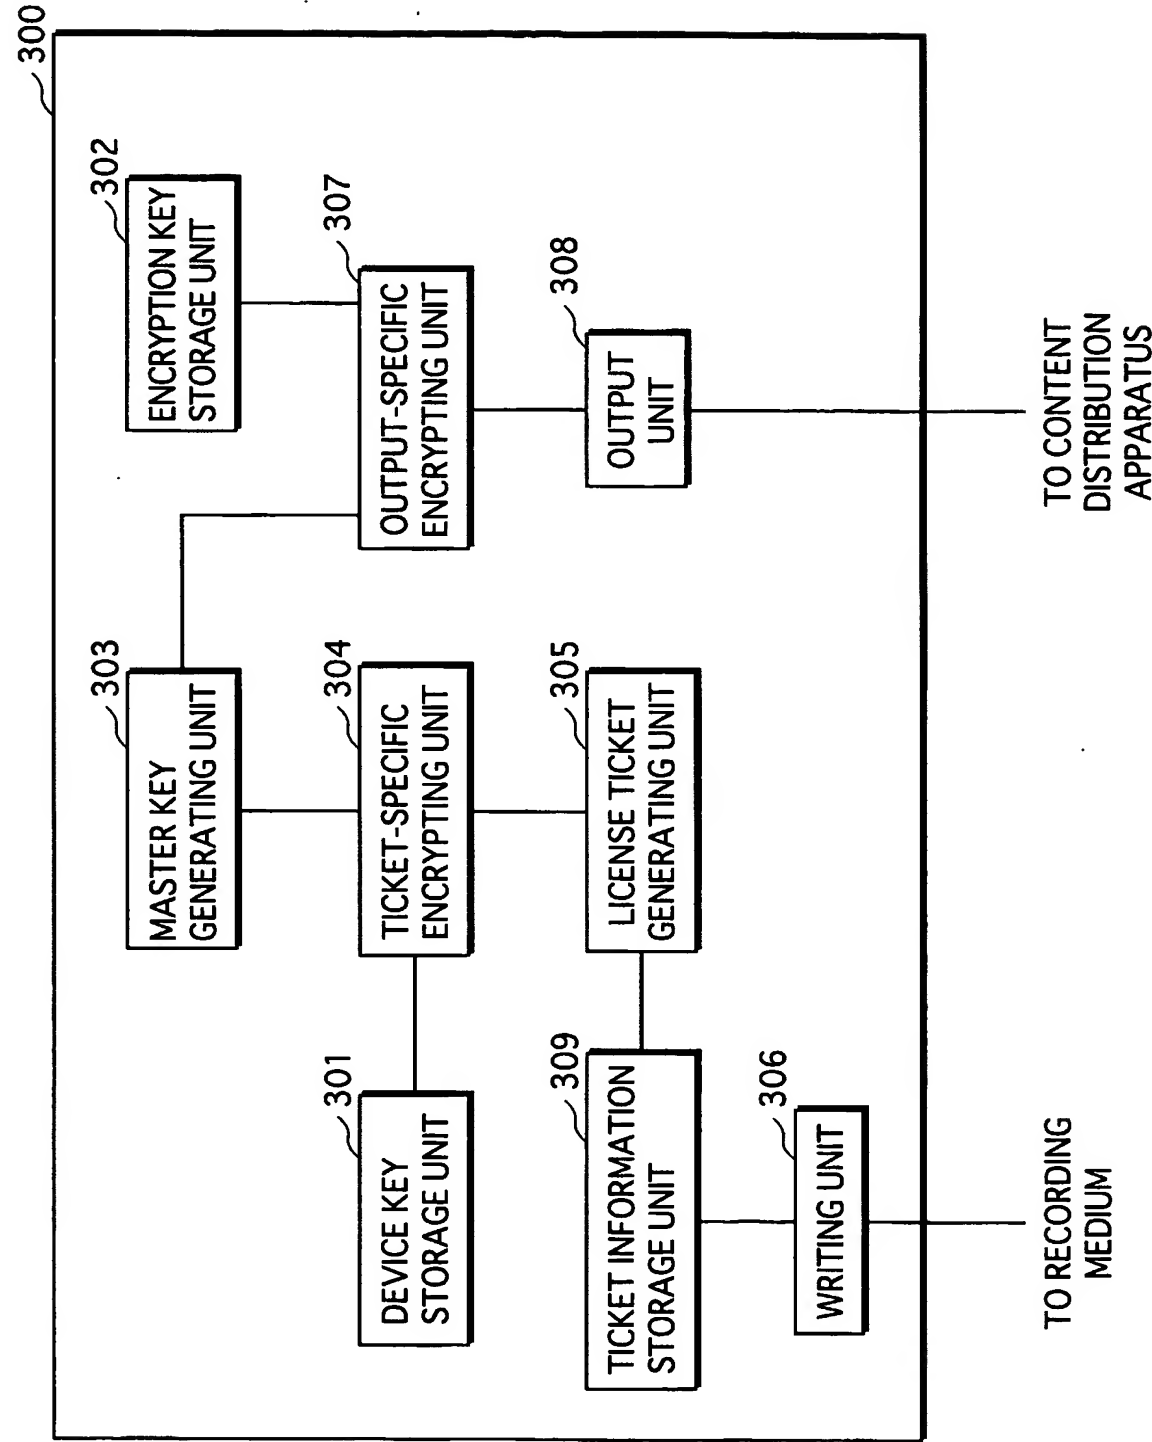 300
303
MASTER KEY
GENERATING UNIT
302
ENCRYPTION KEY
STORAGE UNIT
301
DEVICE KEY
STORAGE UNIT
304
TICKET-SPECIFIC
ENCRYPTING UNIT
307
OUTPUT-SPECIFIC
ENCRYPTING UNIT
309
TICKET INFORMATION
STORAGE UNIT
305
LICENSE TICKET
GENERATING UNIT
308
OUTPUT
UNIT
306
WRITING UNIT
TO RECORDING
MEDIUM
TO CONTENT
DISTRIBUTION
APPARATUS